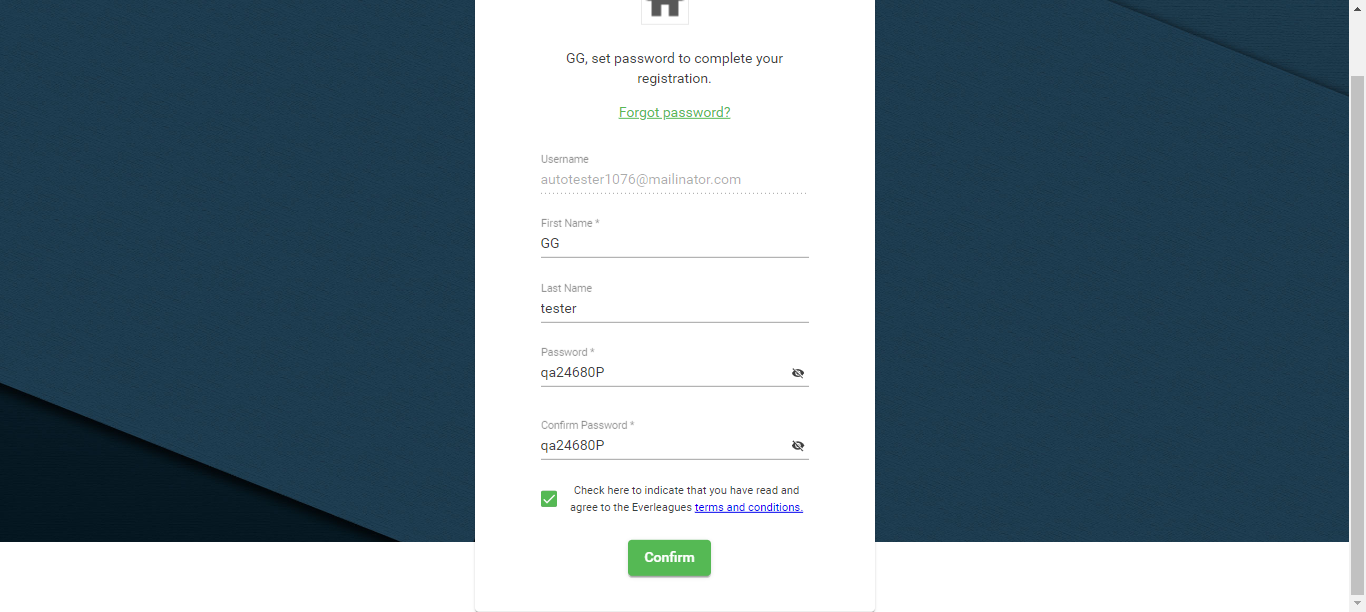 GG, set password to complete your
registration.
Forgot password?
Username
autotester1076@mailinator.com
First Name *
GG
Last Name
tester
Password *
qa24680P
Confirm Password *
qa24680P
Check here to indicate that you have read and
agree to the Everleagues terms and conditions.
Confirm